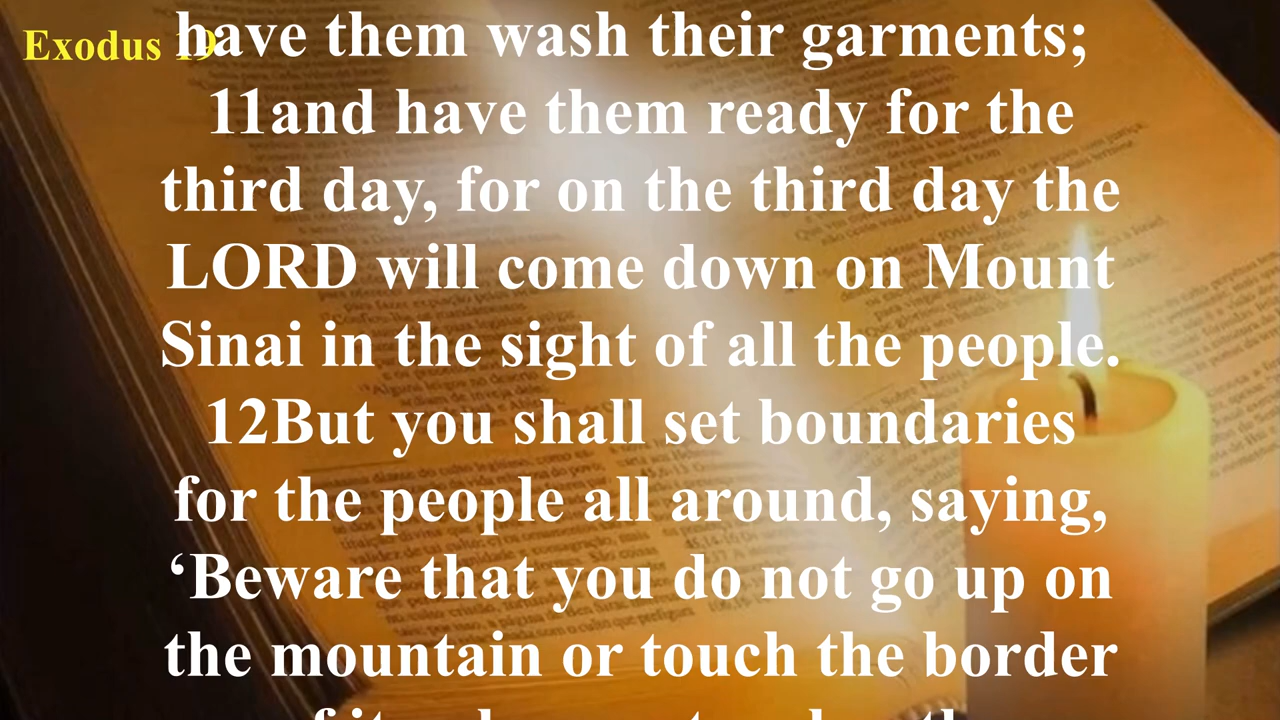 Exodus 19
have them wash their garments;
11and have them ready for the
third day, for on the third day the
LORD will come down on Mount
Sinai in the sight of all the people.
12But you shall set boundaries
for the people all around, saying,
‘Beware that you do not go up on
the mountain or touch the border